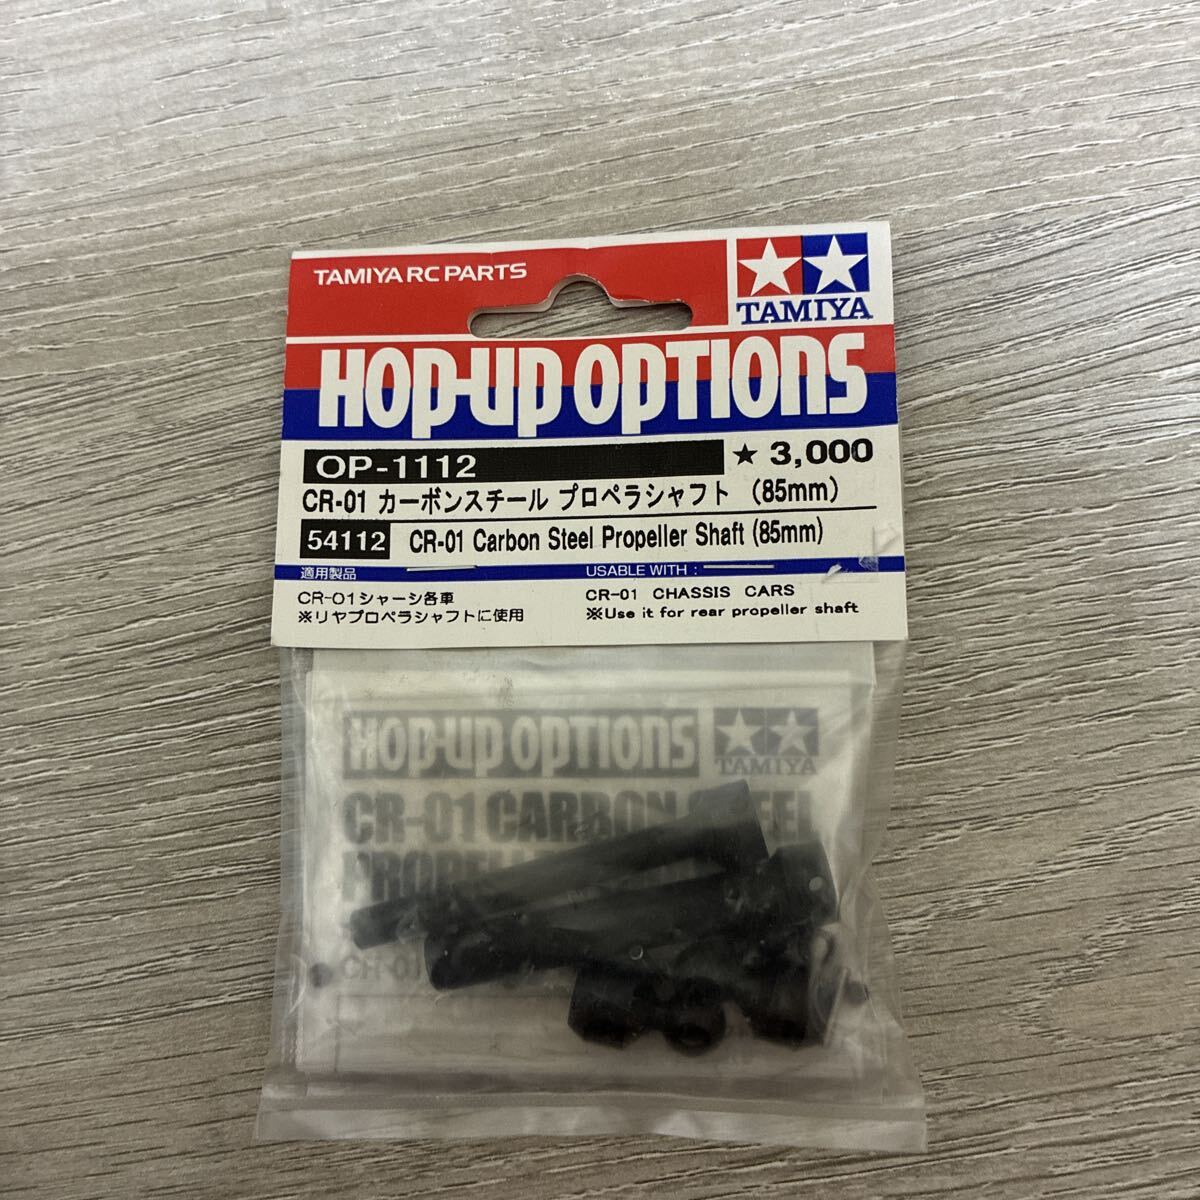 TAMIYA RC PARTS
TAMIYA
HOP-UP OPTIONS
OP-1112 ★ 3,000
CR-01 カーボンスチール プロペラシャフト (85mm)
54112 CR-01 Carbon Steel Propeller Shaft (85mm)
適用製品
CR-01シャーシ各車
※リヤプロペラシャフトに使用
USABLE WITH :
CR-01 CHASSIS CARS
※Use it for rear propeller shaft
HOP-UP OPTIONS
TAMIYA
CR-01 CARBON
CR-01